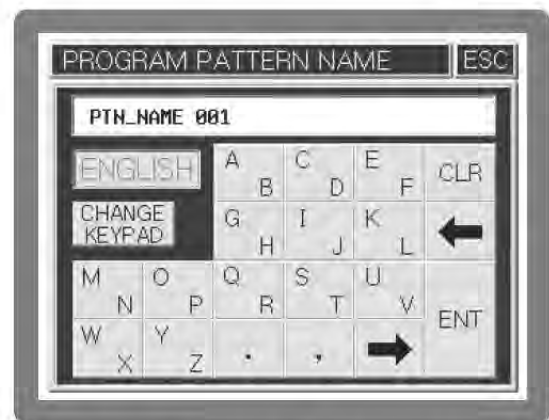 PROGRAM PATTERN NAME ESC
PTN_NAME 001
ENGLISH
CHANGE
KEYPAD
A B C D E F CLR
G H I J K L
M N O P Q R S T U V
W X Y Z . , ENT